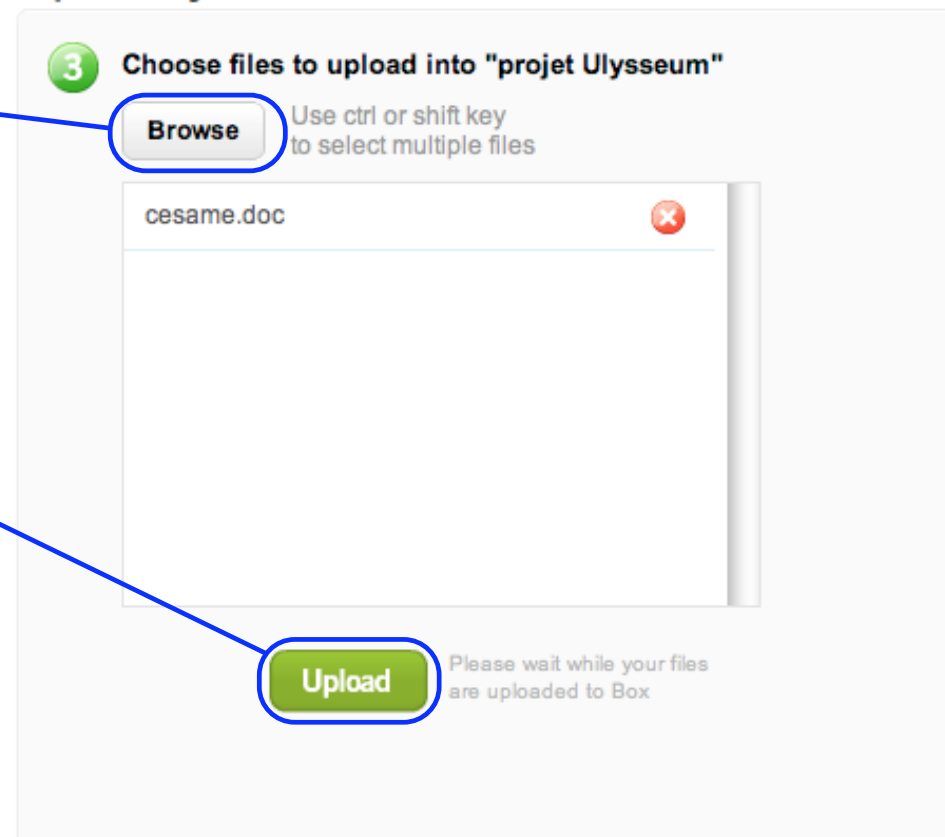 3
Choose files to upload into "projet Ulysseum"
Browse
Use ctrl or shift key
to select multiple files
cesame.doc
Upload
Please wait while your files
are uploaded to Box